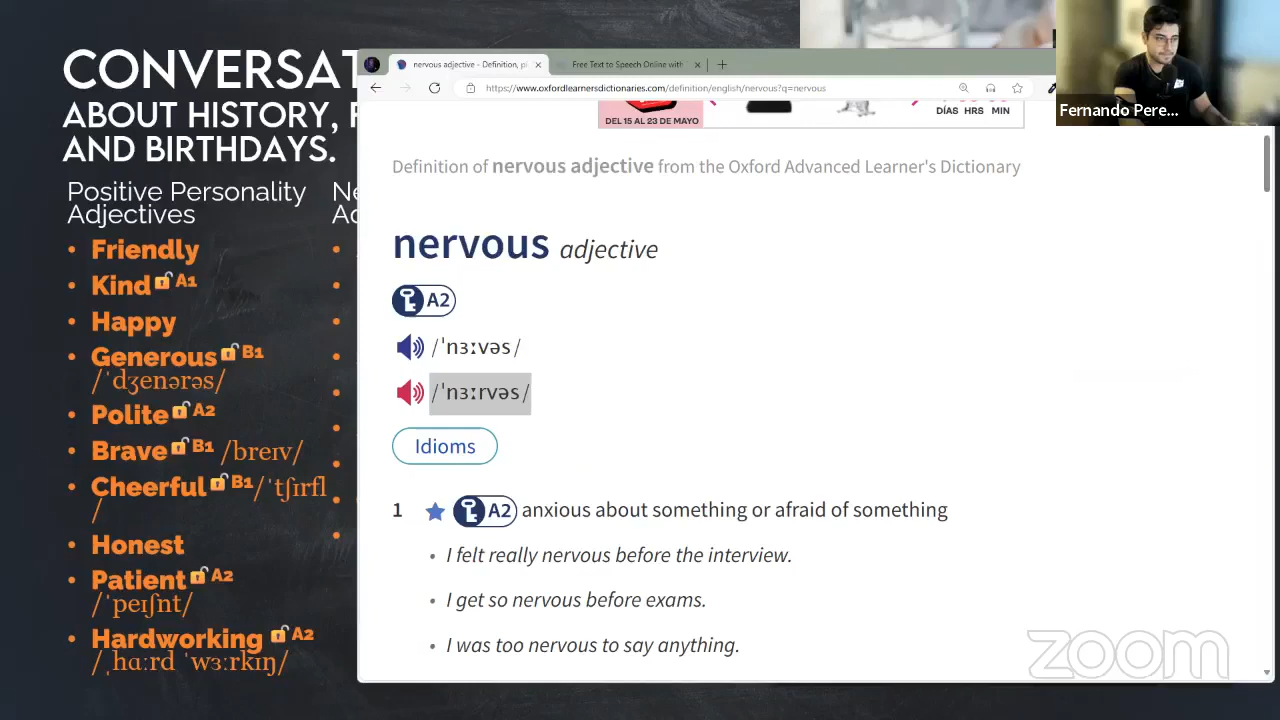 CONVERSAT
ABOUT HISTORY, F
AND BIRTHDAYS.
Positive Personality
Adjectives
Ne
Ad
• Friendly
• Kind A1
• Happy
• Generous B1
/ˈdʒenərəs/
• Polite A2
• Brave B1 /breɪv/
• Cheerful B1/ˈtʃɪrfl
/
• Honest
• Patient A2
/ˈpeɪʃnt/
• Hardworking A2
/ˌhɑːrd ˈwɜːrkɪŋ/
nervous adjective - Definition, pi
Free Text to Speech Online with
https://www.oxfordlearnersdictionaries.com/definition/english/nervous?q=nervous
DEL 15 AL 23 DE MAYO
DÍAS HRS MIN
Fernando Pere...
Definition of nervous adjective from the Oxford Advanced Learner's Dictionary
nervous adjective
A2
/ˈnɜːvəs/
/ˈnɜːrvəs/
Idioms
1 A2 anxious about something or afraid of something
• I felt really nervous before the interview.
• I get so nervous before exams.
• I was too nervous to say anything.
zoom